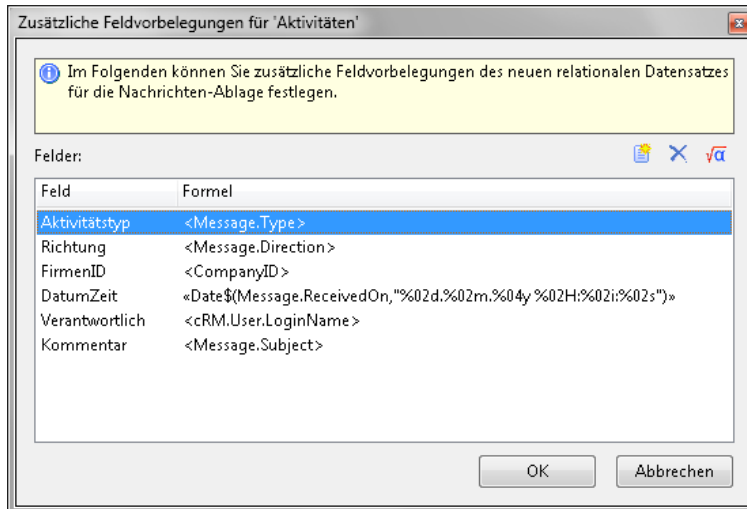 Zusätzliche Feldvorbelegungen für 'Aktivitäten'
Im Folgenden können Sie zusätzliche Feldvorbelegungen des neuen relationalen Datensatzes
für die Nachrichten-Ablage festlegen.
Felder:
√α
Feld Formel
Aktivitätstyp <Message.Type>
Richtung <Message.Direction>
FirmenID <CompanyID>
DatumZeit «Date$(Message.ReceivedOn,"%02d.%02m.%04y %02H:%02i:%02s")»
Verantwortlich <cRM.User.LoginName>
Kommentar <Message.Subject>
OK Abbrechen